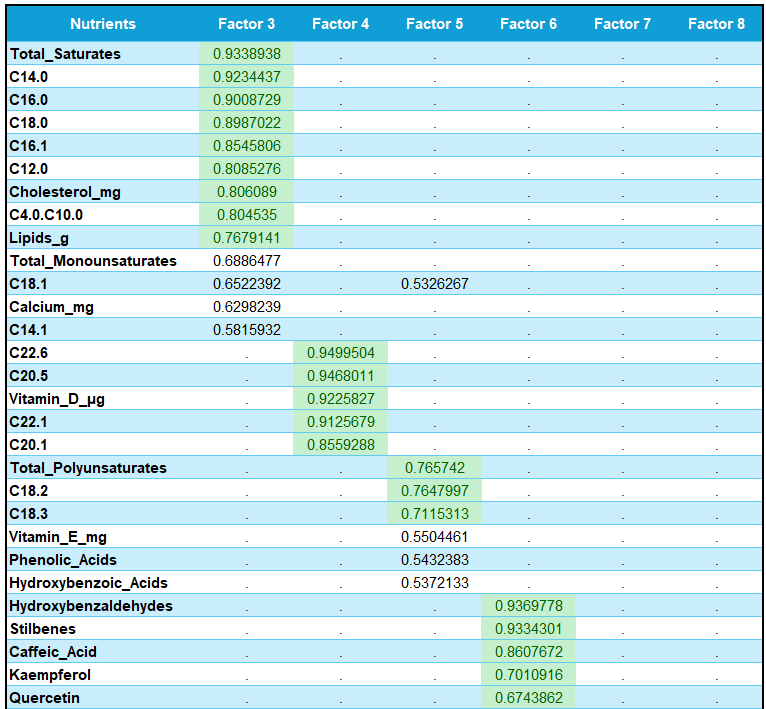 Nutrients Factor 3 Factor 4 Factor 5 Factor 6 Factor 7 Factor 8
Total_Saturates 0.9338938 . . . . .
C14.0 0.9234437 . . . . .
C16.0 0.9008729 . . . . .
C18.0 0.8987022 . . . . .
C16.1 0.8545806 . . . . .
C12.0 0.8085276 . . . . .
Cholesterol_mg 0.806089 . . . . .
C4.0.C10.0 0.804535 . . . . .
Lipids_g 0.7679141 . . . . .
Total_Monounsaturates 0.6886477 . . . . .
C18.1 0.6522392 . 0.5326267 . . .
Calcium_mg 0.6298239 . . . . .
C14.1 0.5815932 . . . . .
C22.6 . 0.9499504 . . . .
C20.5 . 0.9468011 . . . .
Vitamin_D_µg . 0.9225827 . . . .
C22.1 . 0.9125679 . . . .
C20.1 . 0.8559288 . . . .
Total_Polyunsaturates . . 0.765742 . . .
C18.2 . . 0.7647997 . . .
C18.3 . . 0.7115313 . . .
Vitamin_E_mg . . 0.5504461 . . .
Phenolic_Acids . . 0.5432383 . . .
Hydroxybenzoic_Acids . . 0.5372133 . . .
Hydroxybenzaldehydes . . . 0.9369778 . .
Stilbenes . . . 0.9334301 . .
Caffeic_Acid . . . 0.8607672 . .
Kaempferol . . . 0.7010916 . .
Quercetin . . . 0.6743862 . .